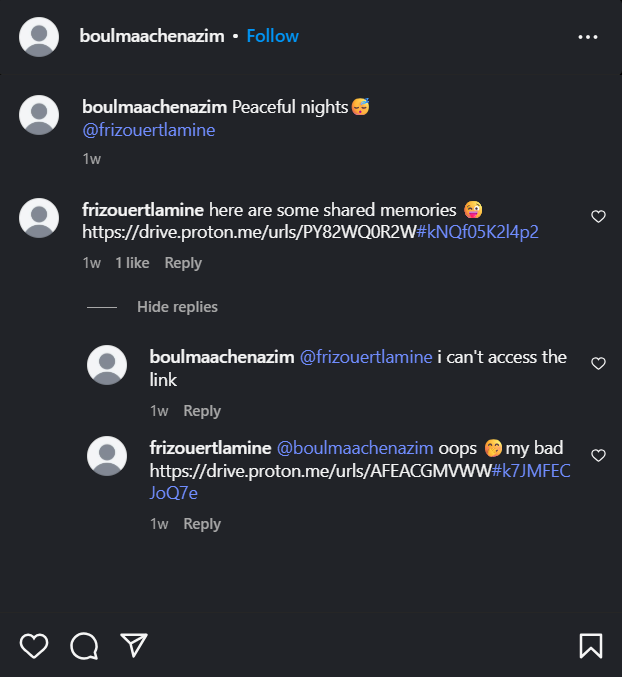 boulmaachenazim • Follow
boulmaachenazim Peaceful nights😴
@frizouertlamine
1w
frizouertlamine here are some shared memories 😜
https://drive.proton.me/urls/PY82WQ0R2W#kNQf05K2l4p2
1w 1 like Reply
Hide replies
boulmaachenazim @frizouertlamine i can't access the
link
1w Reply
frizouertlamine @boulmaachenazim oops 🤭my bad
https://drive.proton.me/urls/AFEACGMVWW#k7JMFEC
JoQ7e
1w Reply